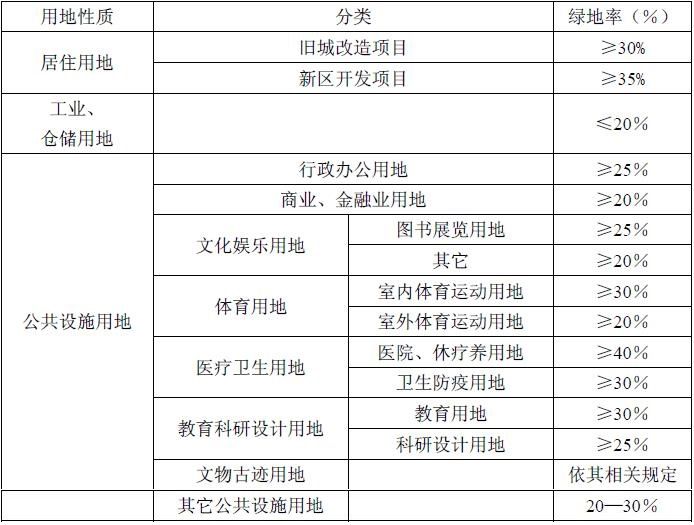 用地性质 分类 绿地率(%)
居住用地 旧城改造项目 ≥30%
新区开发项目 ≥35%
工业、
仓储用地 ≤20%
公共设施用地 行政办公用地 ≥25%
商业、金融业用地 ≥20%
文化娱乐用地 图书展览用地 ≥25%
其它 ≥20%
体育用地 室内体育运动用地 ≥30%
室外体育运动用地 ≥20%
医疗卫生用地 医院、休疗养用地 ≥40%
卫生防疫用地 ≥30%
教育科研设计用地 教育用地 ≥30%
科研设计用地 ≥25%
文物古迹用地 依其相关规定
其它公共设施用地 20—30%